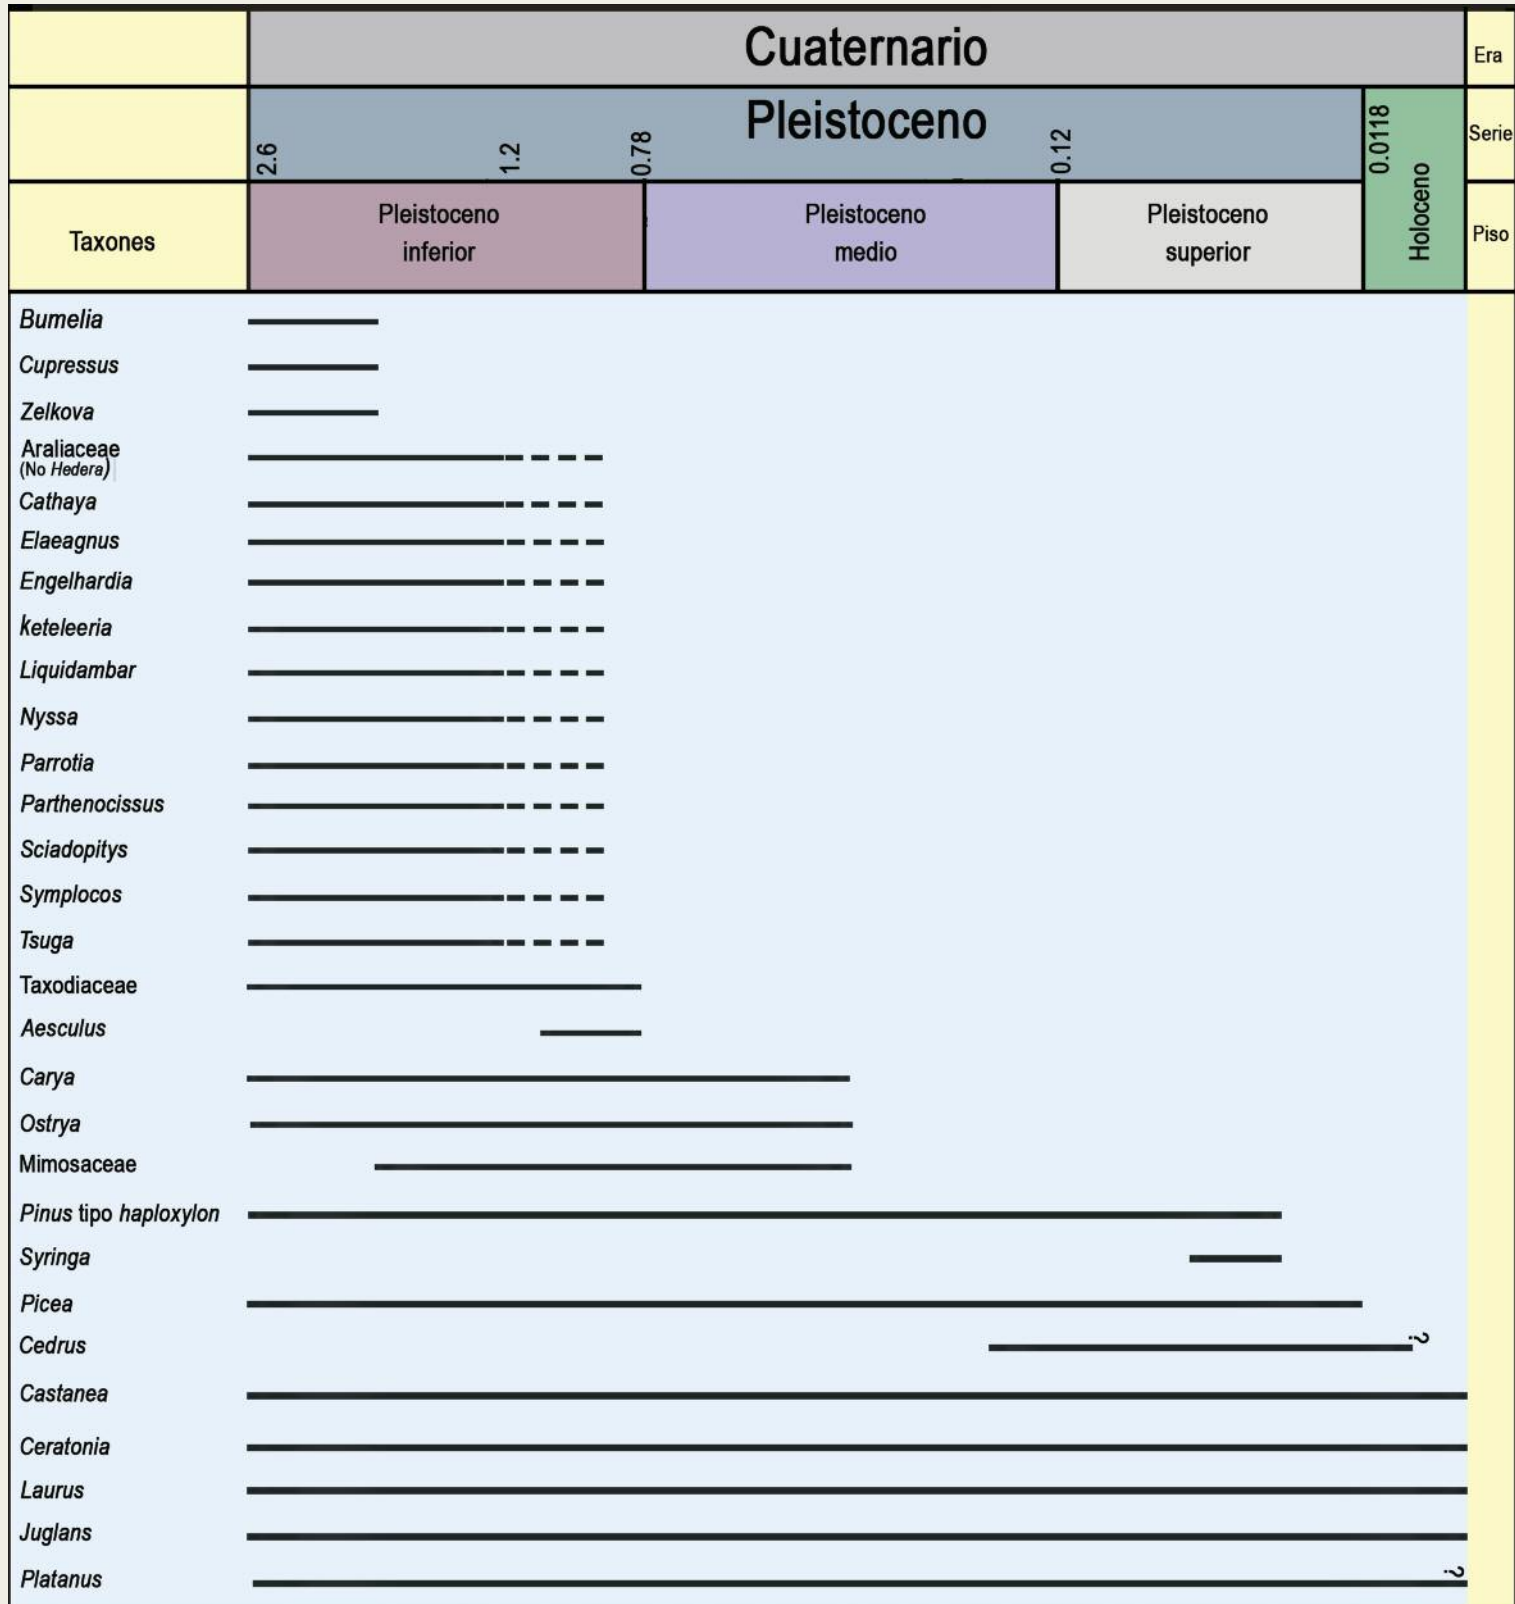 Cuaternario
Era
Pleistoceno
2.6
1.2
0.78
0.12
0.0118
Serie
Taxones
Pleistoceno
inferior
Pleistoceno
medio
Pleistoceno
superior
Holoceno
Piso
Bumelia
Cupressus
Zelkova
Araliaceae
(No Hedera)
Cathaya
Elaeagnus
Engelhardia
keteleeria
Liquidambar
Nyssa
Parrotia
Parthenocissus
Sciadopitys
Symplocos
Tsuga
Taxodiaceae
Aesculus
Carya
Ostrya
Mimosaceae
Pinus tipo haploxylon
Syringa
Picea
Cedrus ?
Castanea
Ceratonia
Laurus
Juglans
Platanus ?